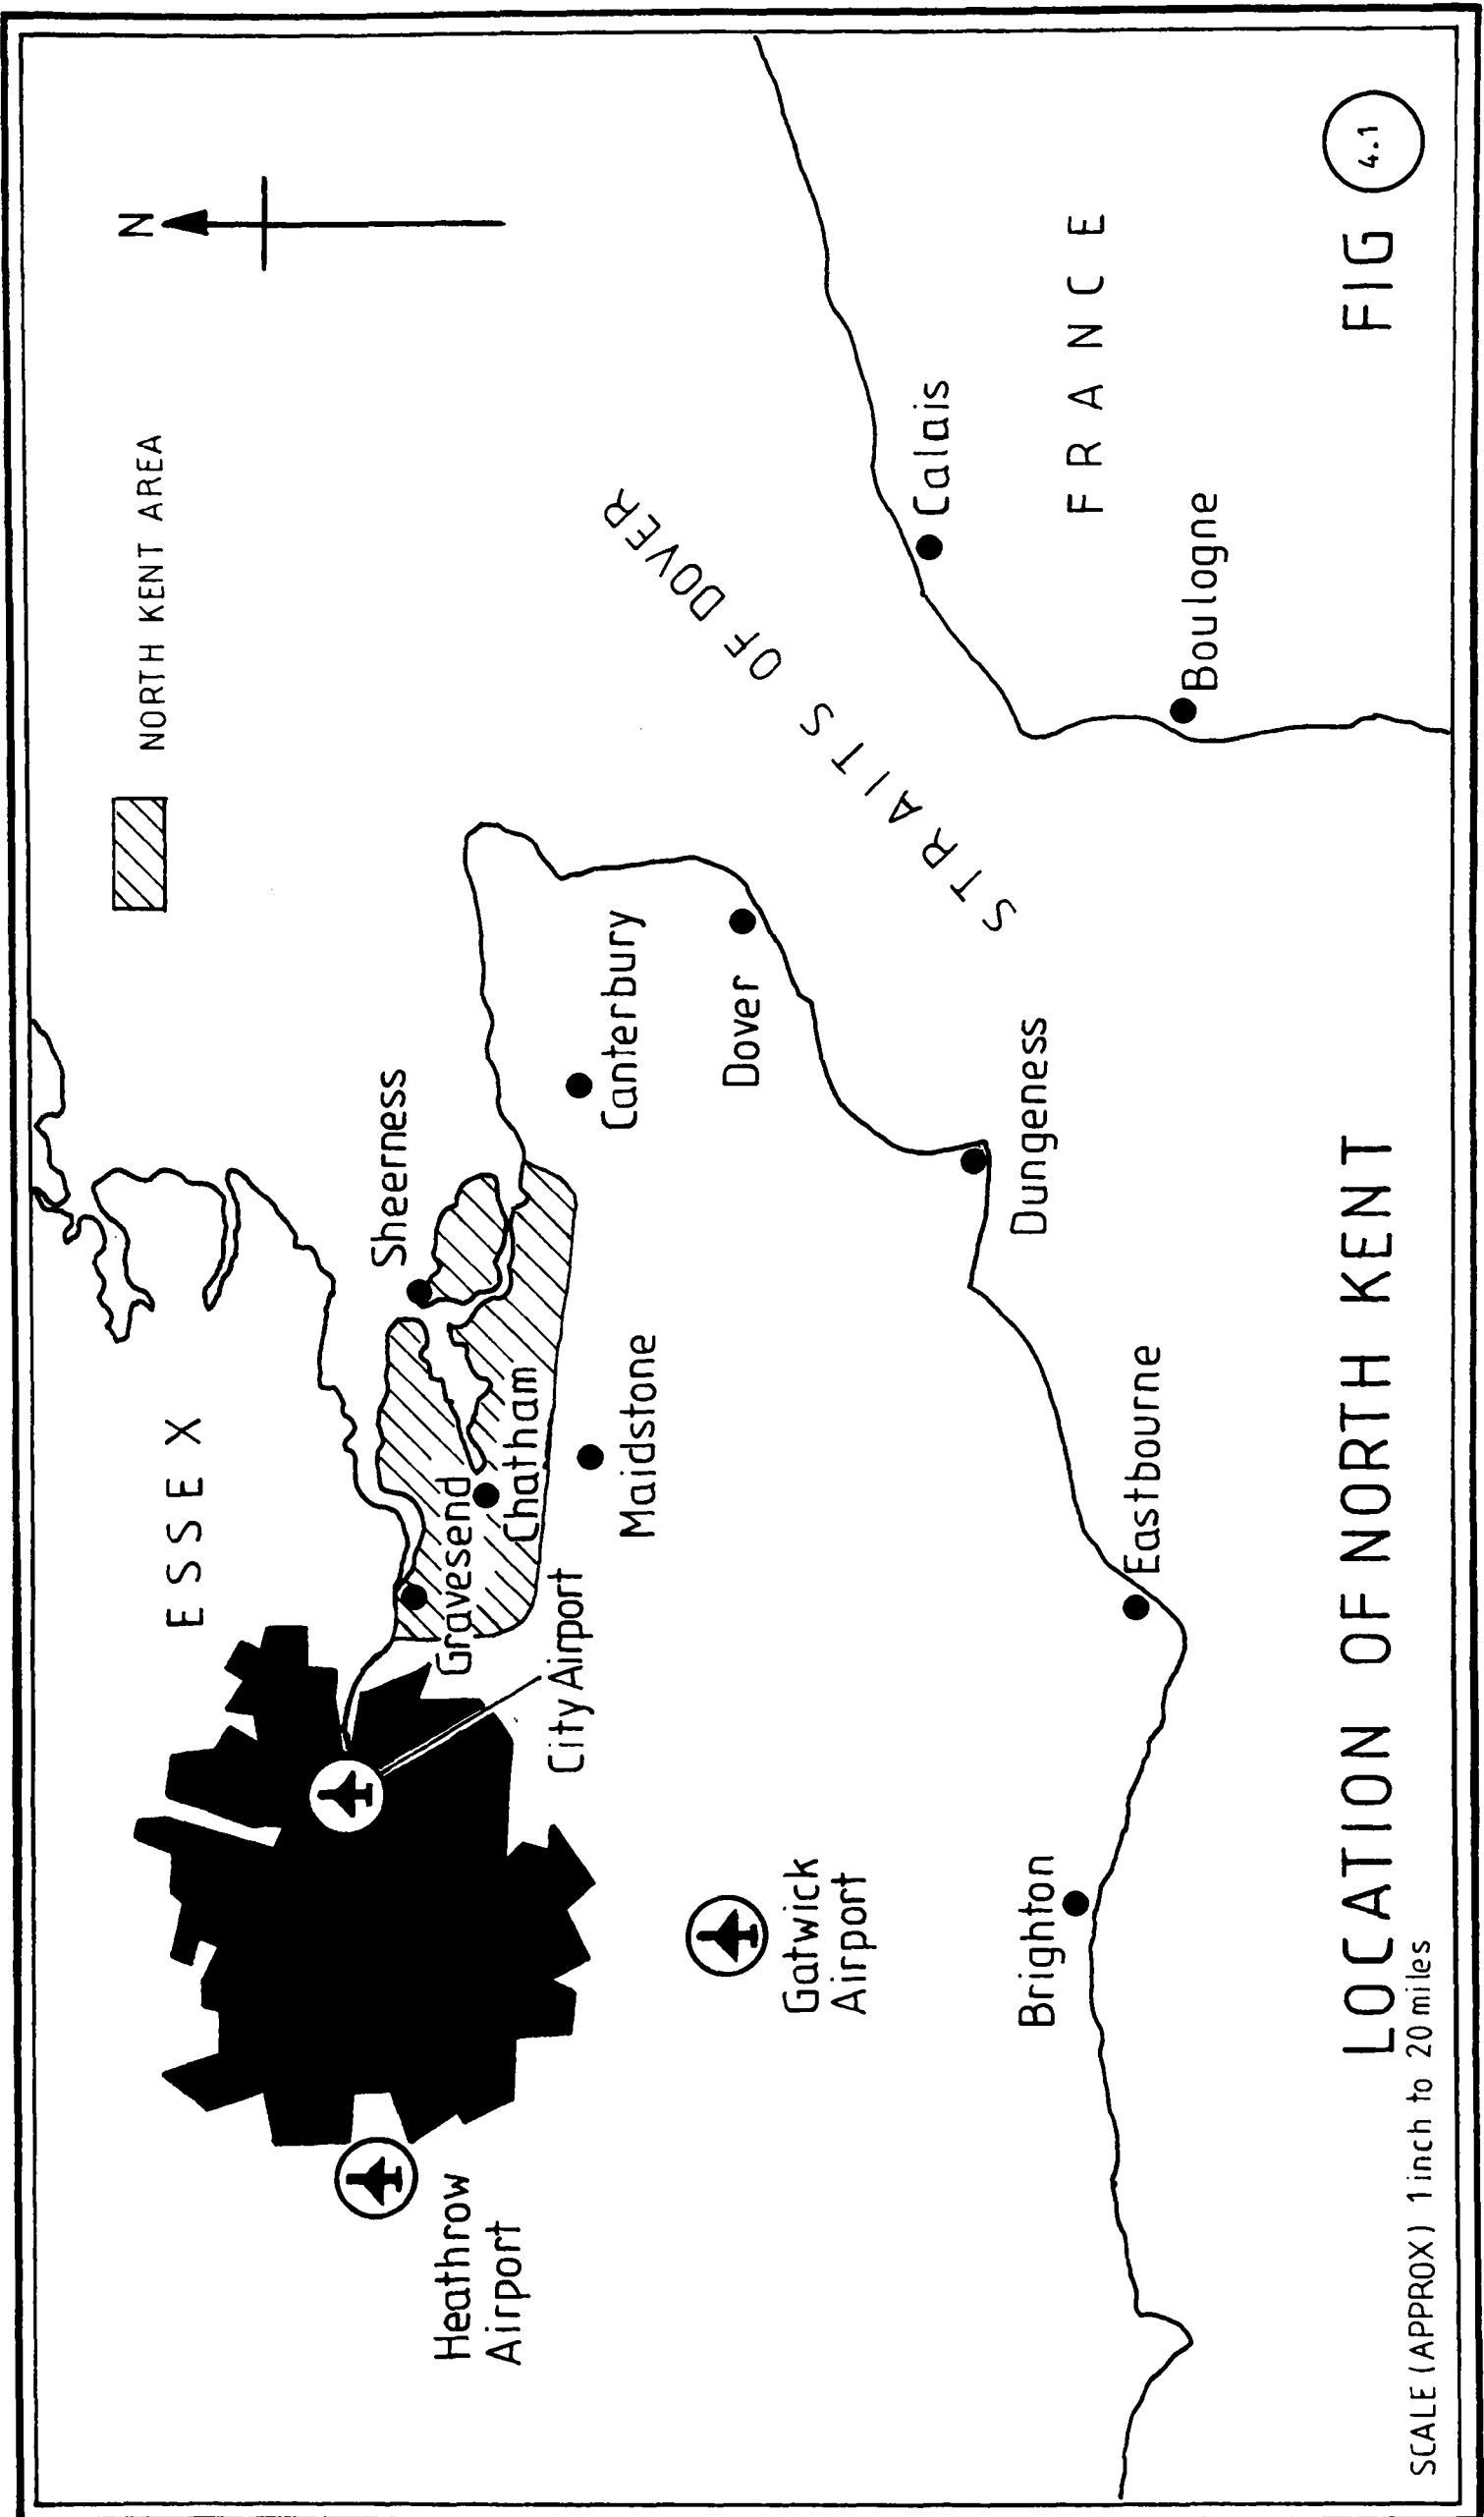 N
NORTH KENT AREA
ESSEX
Sheerness
Gravesend
Chatham
City Airport
Heathrow
Airport
Canterbury
Maidstone
Dover
STRAITS OF DOVER
Gatwick
Airport
Calais
Dungeness
FRANCE
Brighton
Eastbourne
Boulogne
LOCATION OF NORTH KENT
FIG 4.1
SCALE (APPROX) 1 inch to 20 miles